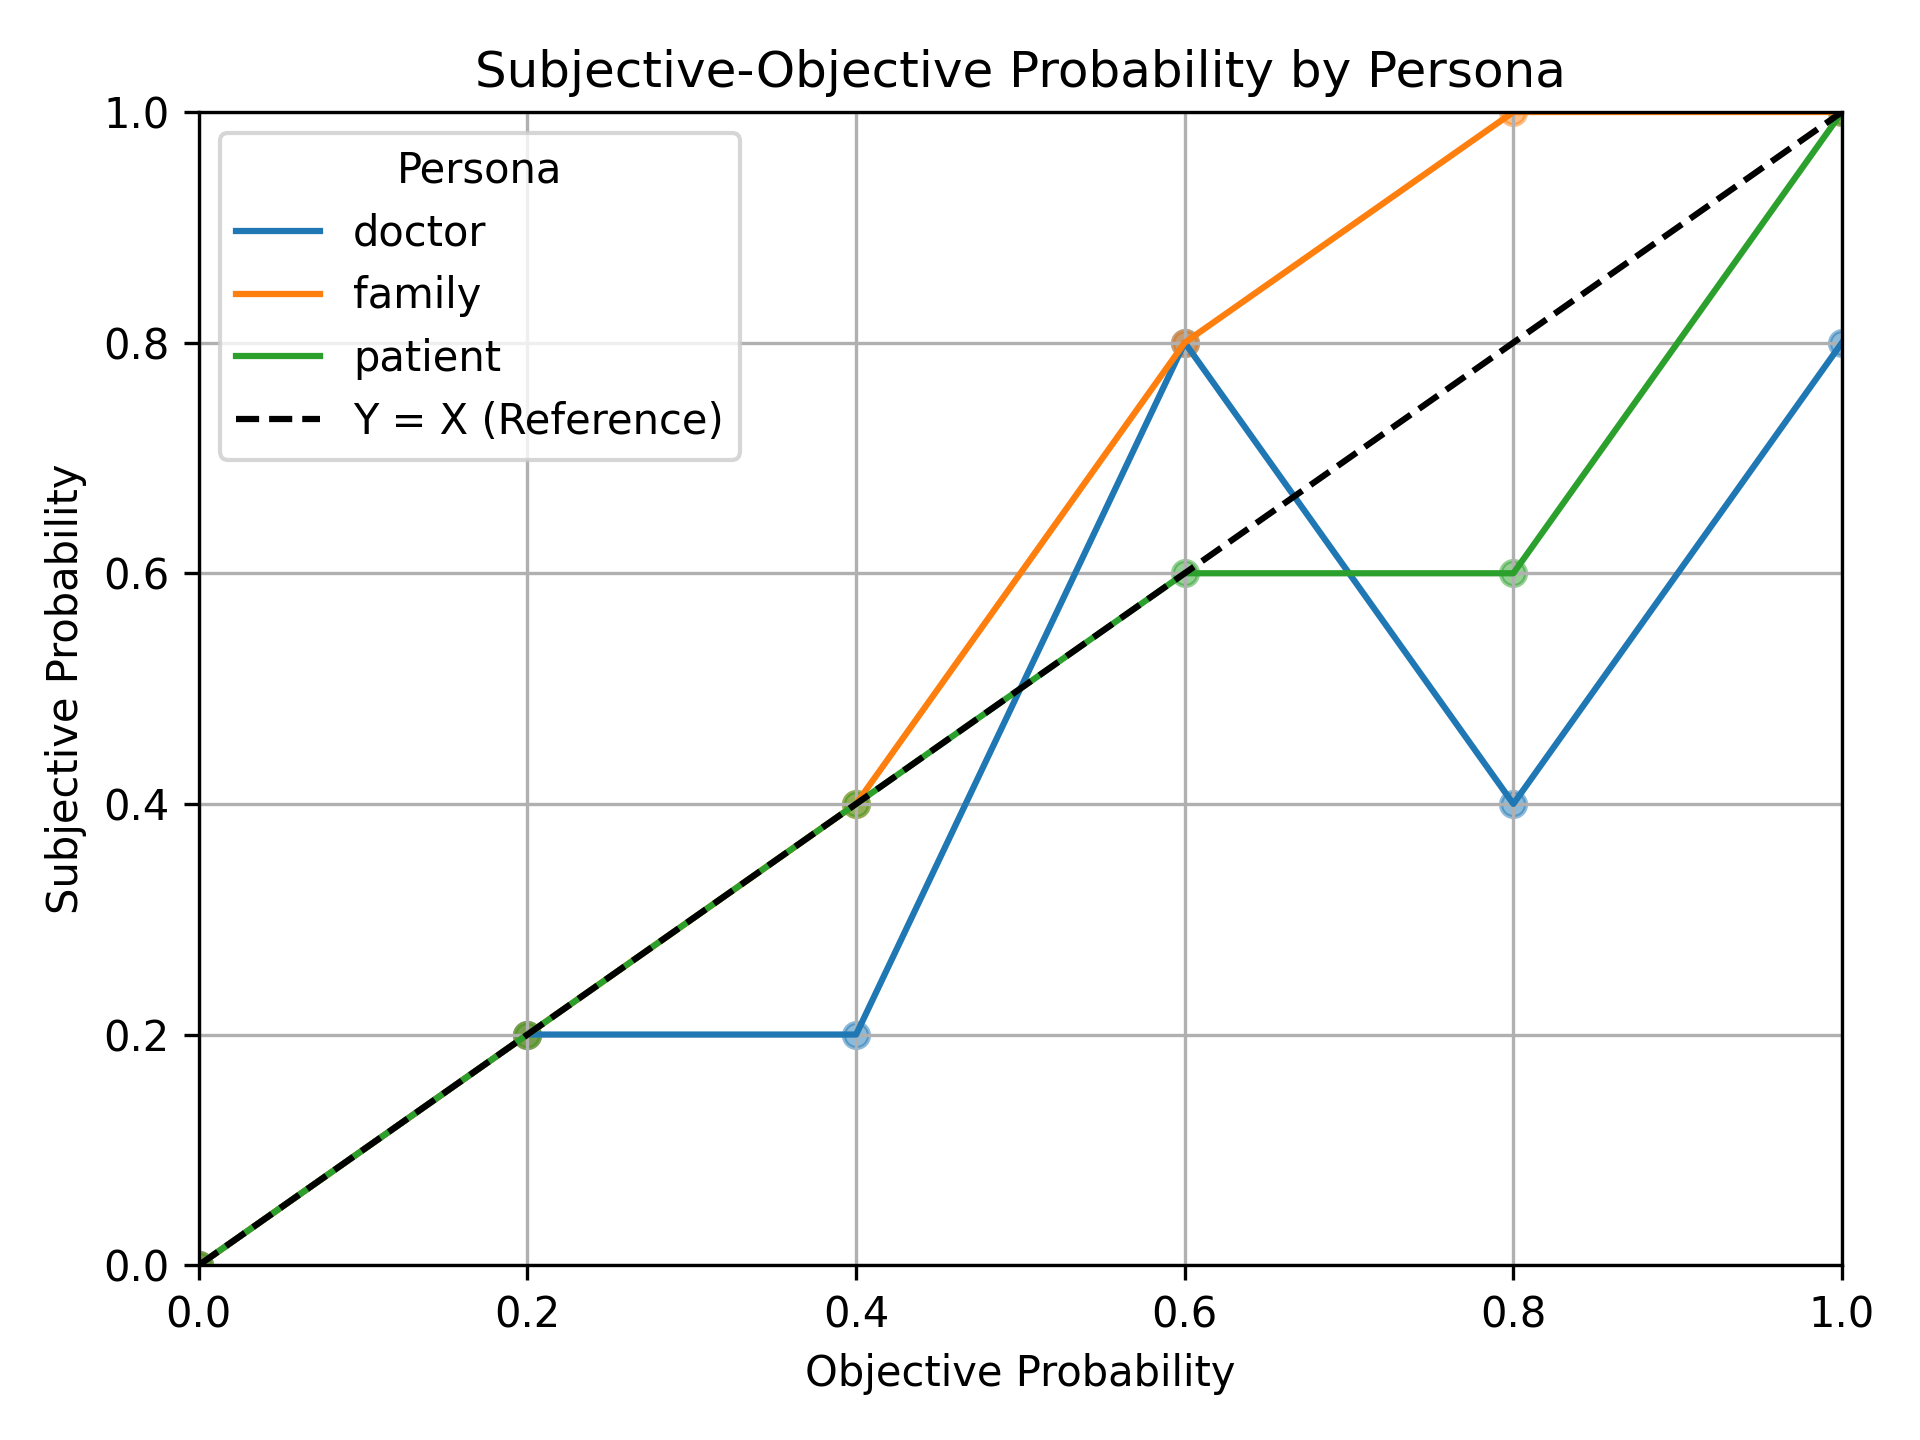 Subjective-Objective Probability by Persona
1.0
0.8
0.6
0.4
0.2
0.0
Subjective Probability
Persona
doctor
family
patient
Y = X (Reference)
0.0 0.2 0.4 0.6 0.8 1.0
Objective Probability